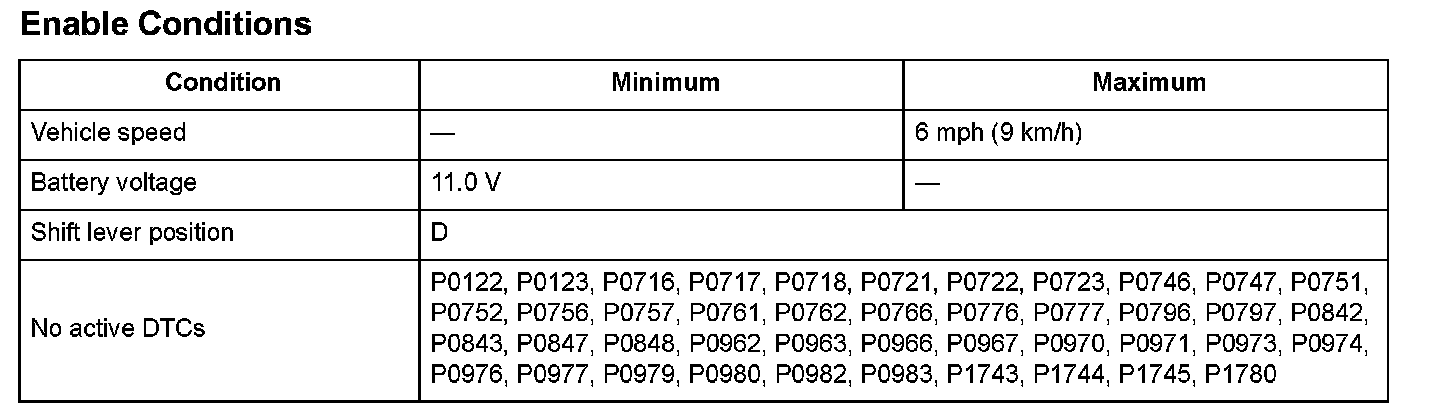 Enable Conditions
Condition Minimum Maximum
Vehicle speed — 6 mph (9 km/h)
Battery voltage 11.0 V —
Shift lever position D
No active DTCs
P0122, P0123, P0716, P0717, P0718, P0721, P0722, P0723, P0746, P0747, P0751,
P0752, P0756, P0757, P0761, P0762, P0766, P0776, P0777, P0796, P0797, P0842,
P0843, P0847, P0848, P0962, P0963, P0966, P0967, P0970, P0971, P0973, P0974,
P0976, P0977, P0979, P0980, P0982, P0983, P1743, P1744, P1745, P1780